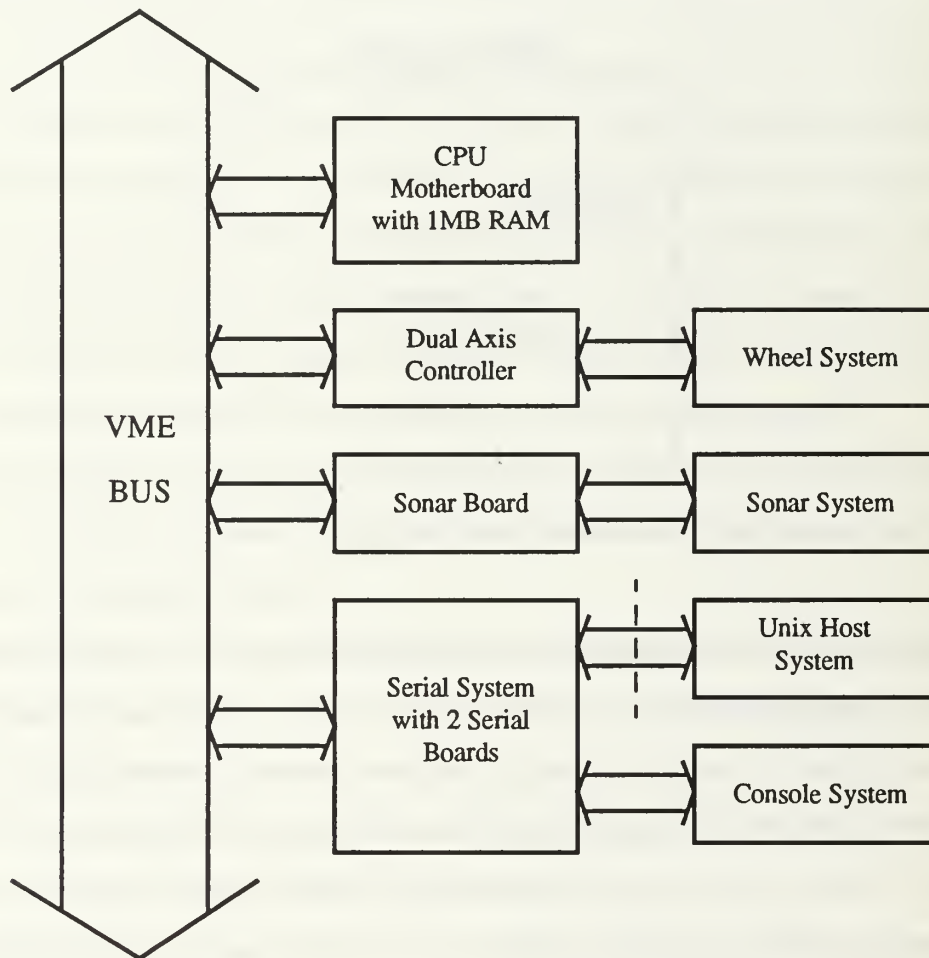 CPU
Motherboard
with 1MB RAM
Dual Axis
Controller
Wheel System
VME
BUS
Sonar Board
Sonar System
Unix Host
System
Serial System
with 2 Serial
Boards
Console System